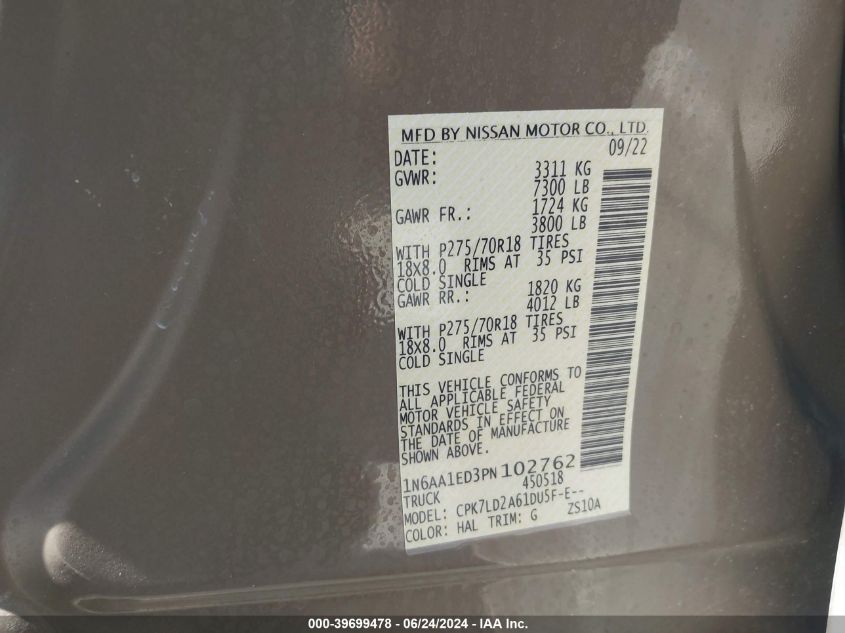 MFD BY NISSAN MOTOR CO., LTD.
DATE: 09/22
GVWR: 3311 KG
7300 LB
GAWR FR.: 1724 KG
3800 LB
WITH P275/70R18 TIRES
18X8.0 RIMS AT 35 PSI
COLD SINGLE
GAWR RR.: 1820 KG
4012 LB
WITH P275/70R18 TIRES
18X8.0 RIMS AT 35 PSI
COLD SINGLE
THIS VEHICLE CONFORMS TO
ALL APPLICABLE FEDERAL
MOTOR VEHICLE SAFETY
STANDARDS IN EFFECT ON
THE DATE OF MANUFACTURE
SHOWN ABOVE.
1N6AA1ED3PN102762
TRUCK 450518
MODEL: CPK7LD2A61DU5F-E--
COLOR: HAL TRIM: G ZS10A
000-39699478 - 06/24/2024 - IAA Inc.